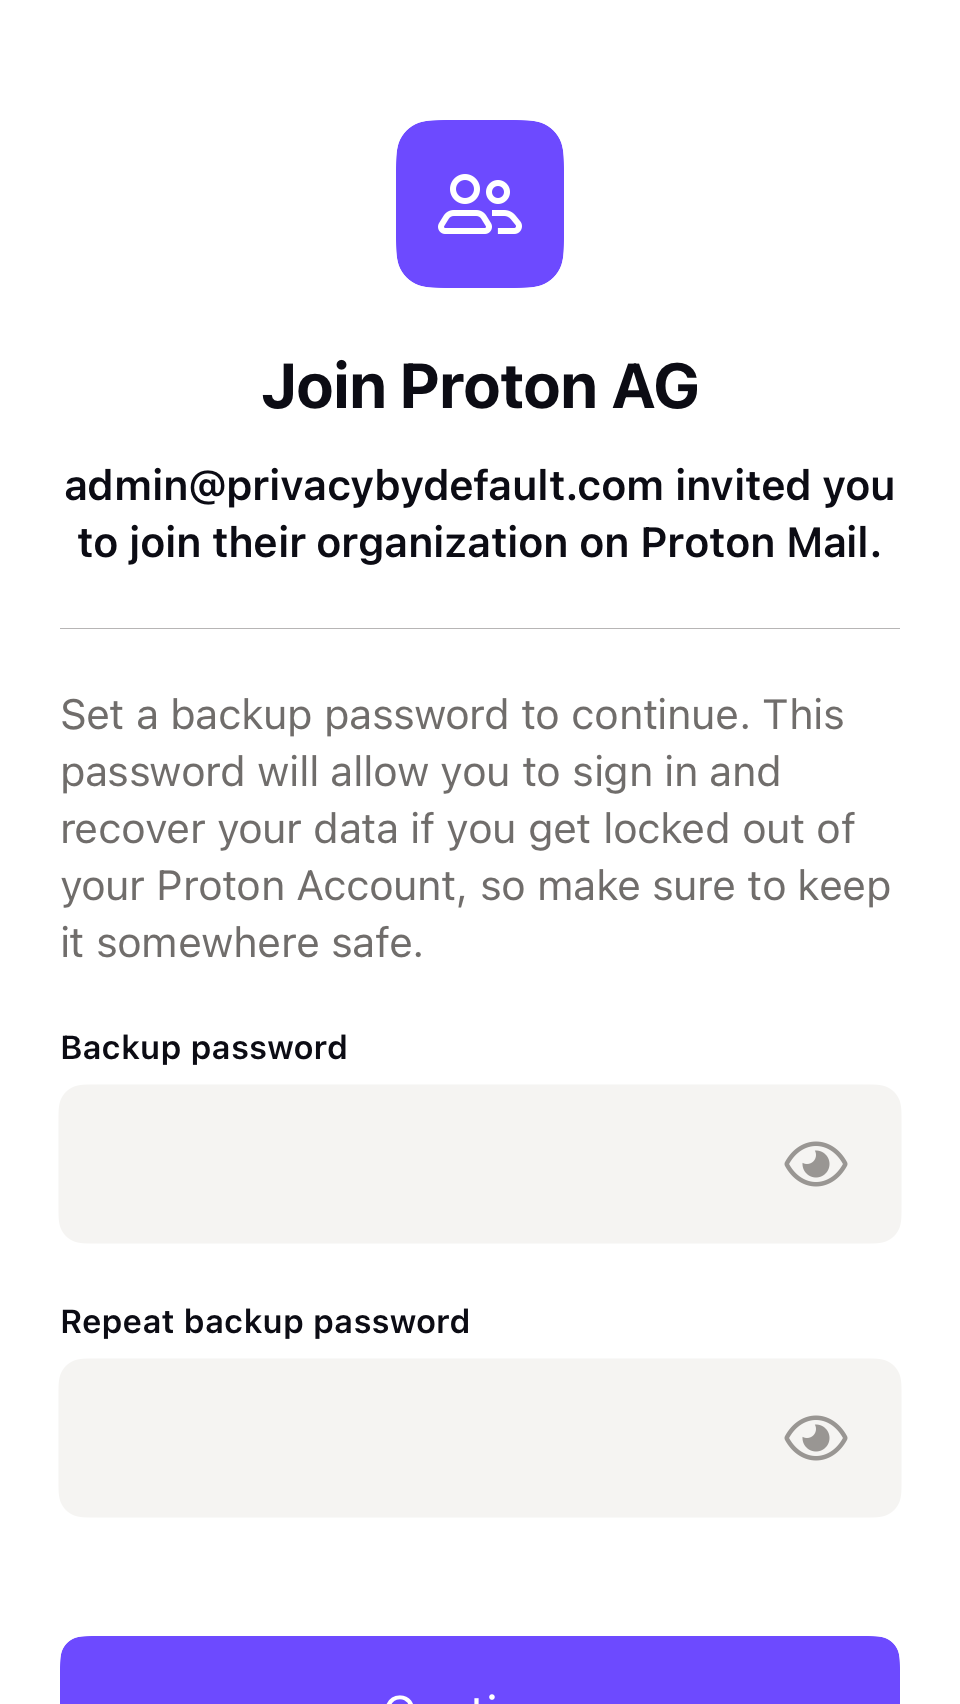 Join Proton AG
admin@privacybydefault.com invited you
to join their organization on Proton Mail.
Set a backup password to continue. This
password will allow you to sign in and
recover your data if you get locked out of
your Proton Account, so make sure to keep
it somewhere safe.
Backup password
Repeat backup password